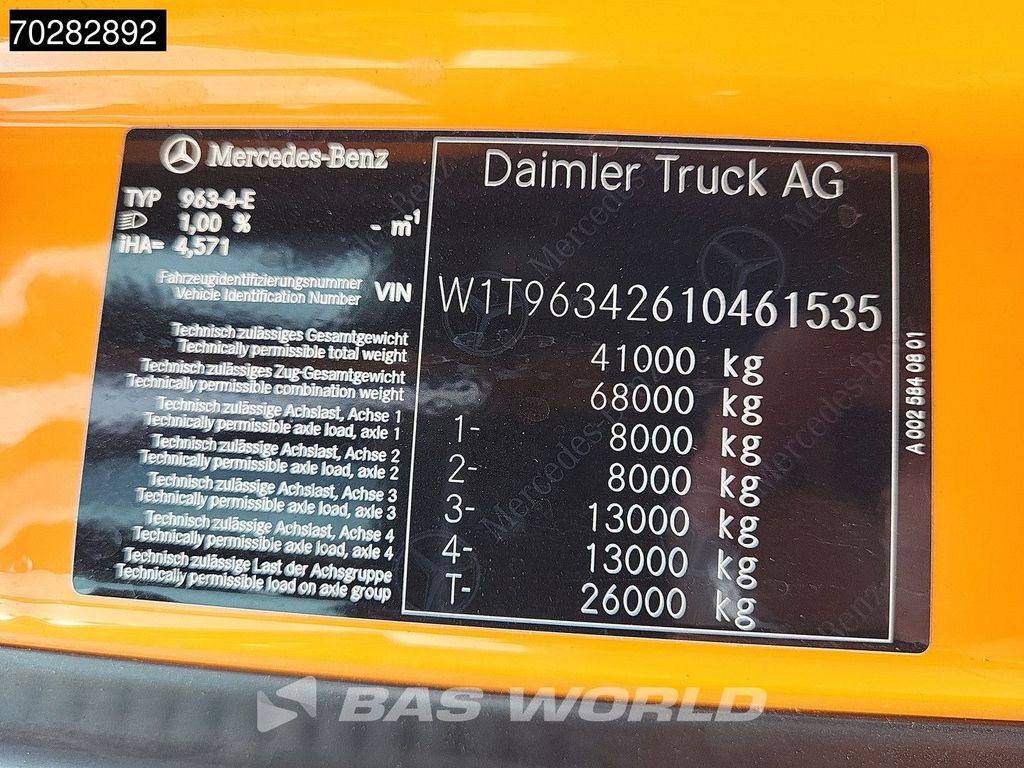 70282892
Mercedes-Benz
Daimler Truck AG
TYP 963-4-E
1,00 % - m-1
iHA= 4,571
Fahrzeugidentifizierungsnummer
Vehicle Identification Number VIN W1T96342610461535
Technisch zulässiges Gesamtgewicht
Technically permissible total weight 41000 kg
Technisch zulässiges Zug-Gesamtgewicht
Technically permissible combination weight 68000 kg
Technisch zulässige Achslast, Achse 1
Technically permissible axle load, axle 1 1- 8000 kg
Technisch zulässige Achslast, Achse 2
Technically permissible axle load, axle 2 2- 8000 kg
Technisch zulässige Achslast, Achse 3
Technically permissible axle load, axle 3 3- 13000 kg
Technisch zulässige Achslast, Achse 4
Technically permissible axle load, axle 4 4- 13000 kg
Technisch zulässige Last der Achsgruppe
Technically permissible load on axle group T- 26000 kg
A 002 584 08 01
BAS WORLD